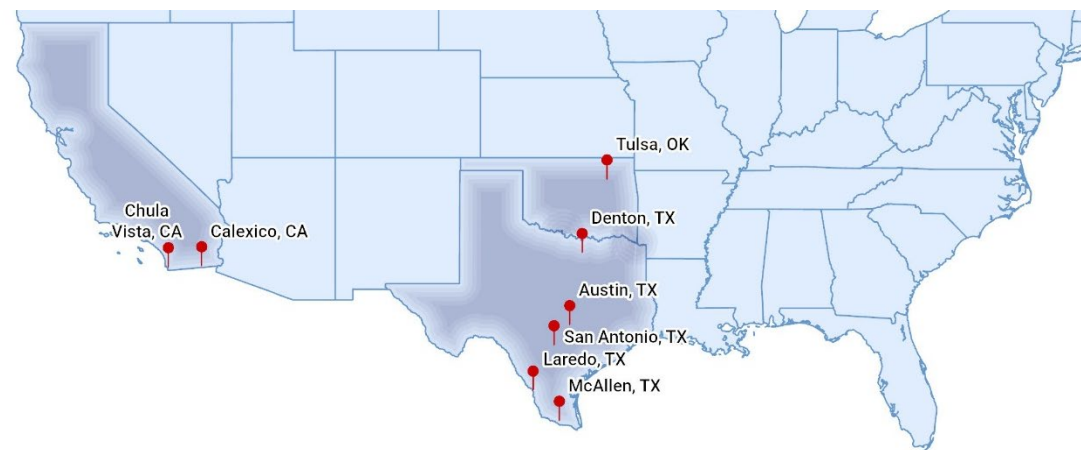 Tulsa, OK
Denton, TX
Chula
Vista, CA
Calexico, CA
Austin, TX
San Antonio, TX
Laredo, TX
McAllen, TX